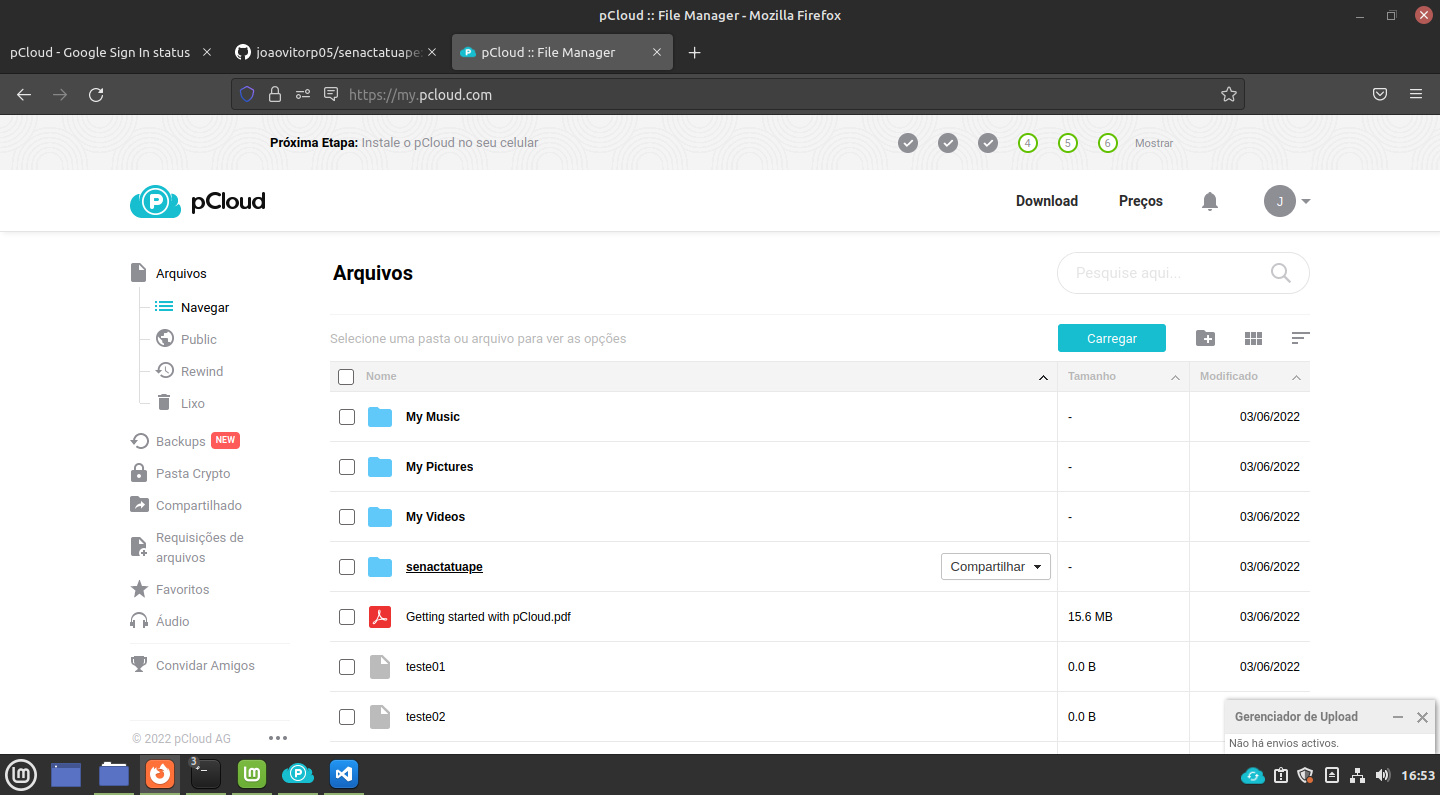 pCloud :: File Manager - Mozilla Firefox
pCloud - Google Sign In status
joaovitorp05/senactatuape:
pCloud :: File Manager
https://my.pcloud.com
Próxima Etapa: Instale o pCloud no seu celular
4 5 6 Mostrar
P pCloud
Download Preços J
Arquivos
Navegar
Public
Rewind
Lixo
Backups NEW
Pasta Crypto
Compartilhado
Requisições de
arquivos
Favoritos
Áudio
Convidar Amigos
© 2022 pCloud AG
Arquivos
Pesquise aqui...
Selecione uma pasta ou arquivo para ver as opções
Carregar
Nome Tamanho Modificado
My Music - 03/06/2022
My Pictures - 03/06/2022
My Videos - 03/06/2022
senactatuape Compartilhar - 03/06/2022
Getting started with pCloud.pdf 15.6 MB 03/06/2022
teste01 0.0 B 03/06/2022
teste02 0.0 B
Gerenciador de Upload
Não há envios activos.
3
16:53